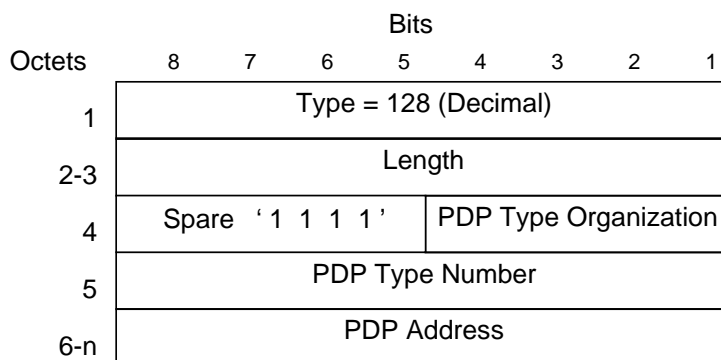 Bits
Octets 8 7 6 5 4 3 2 1
1 Type = 128 (Decimal)
2-3 Length
4 Spare ‘ 1 1 1 1 ’ PDP Type Organization
5 PDP Type Number
6-n PDP Address